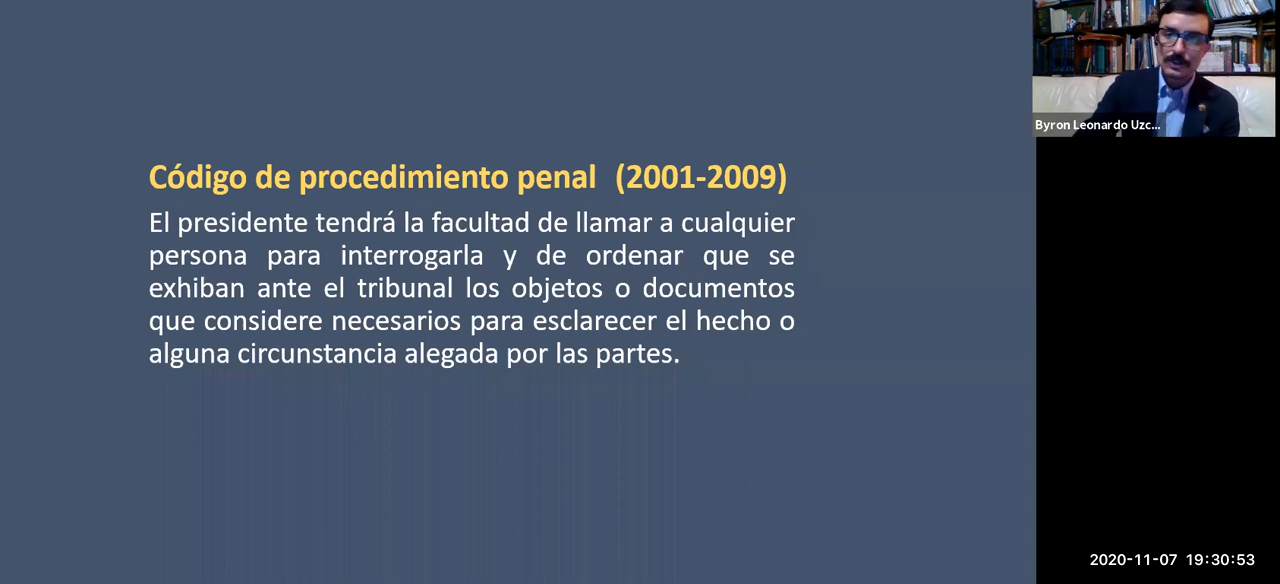 Código de procedimiento penal (2001-2009)
El presidente tendrá la facultad de llamar a cualquier
persona para interrogarla y de ordenar que se
exhiban ante el tribunal los objetos o documentos
que considere necesarios para esclarecer el hecho o
alguna circunstancia alegada por las partes.
Byron Leonardo Uzc...
2020-11-07 19:30:53